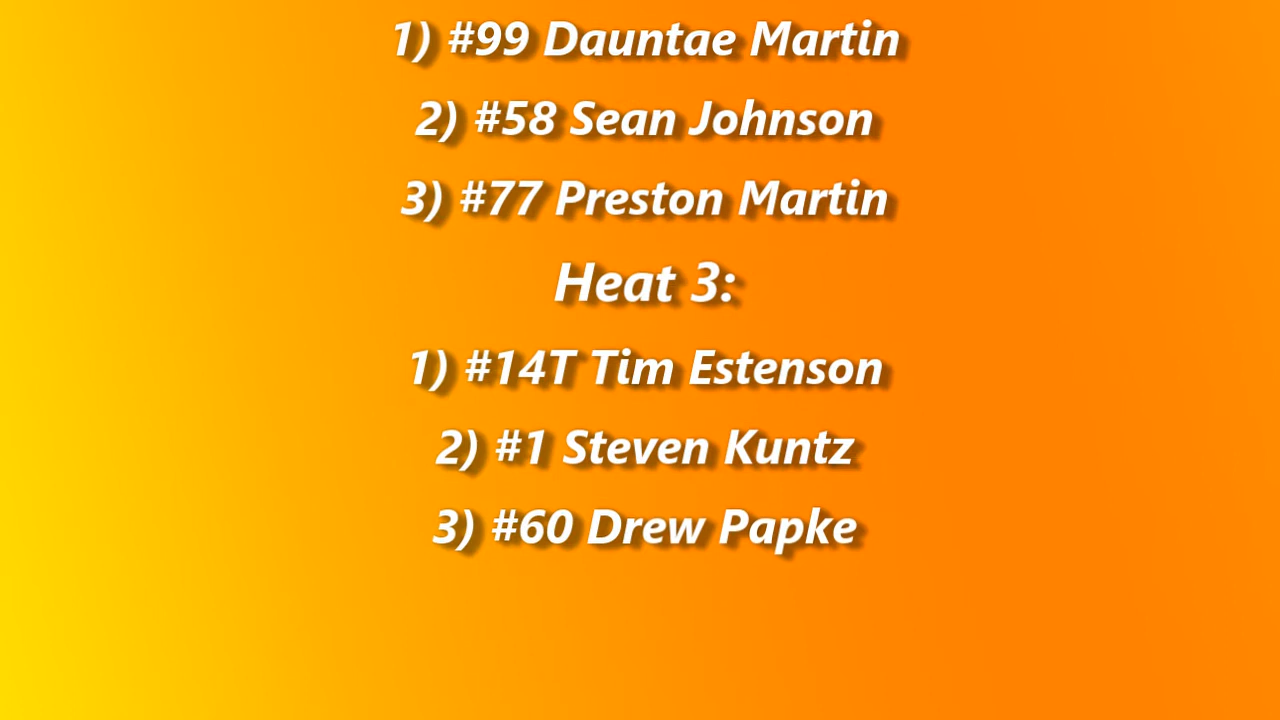 1) #99 Dauntae Martin
2) #58 Sean Johnson
3) #77 Preston Martin
Heat 3:
1) #14T Tim Estenson
2) #1 Steven Kuntz
3) #60 Drew Papke